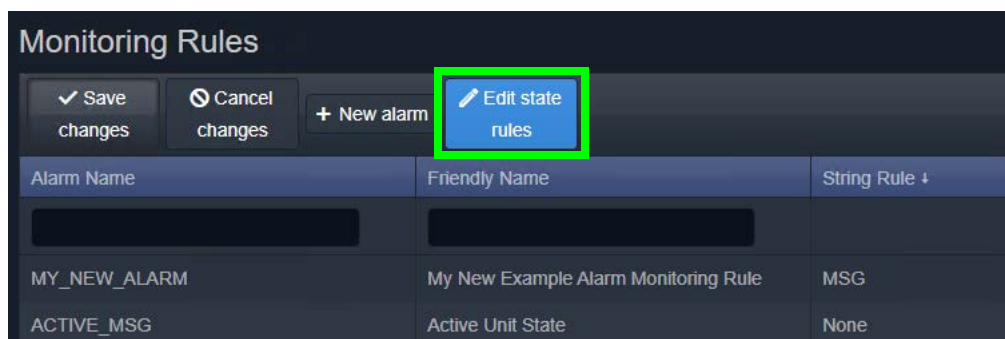 Monitoring Rules
Save changes
Cancel changes
+ New alarm
Edit state rules
Alarm Name Friendly Name String Rule ↓
MY_NEW_ALARM My New Example Alarm Monitoring Rule MSG
ACTIVE_MSG Active Unit State None